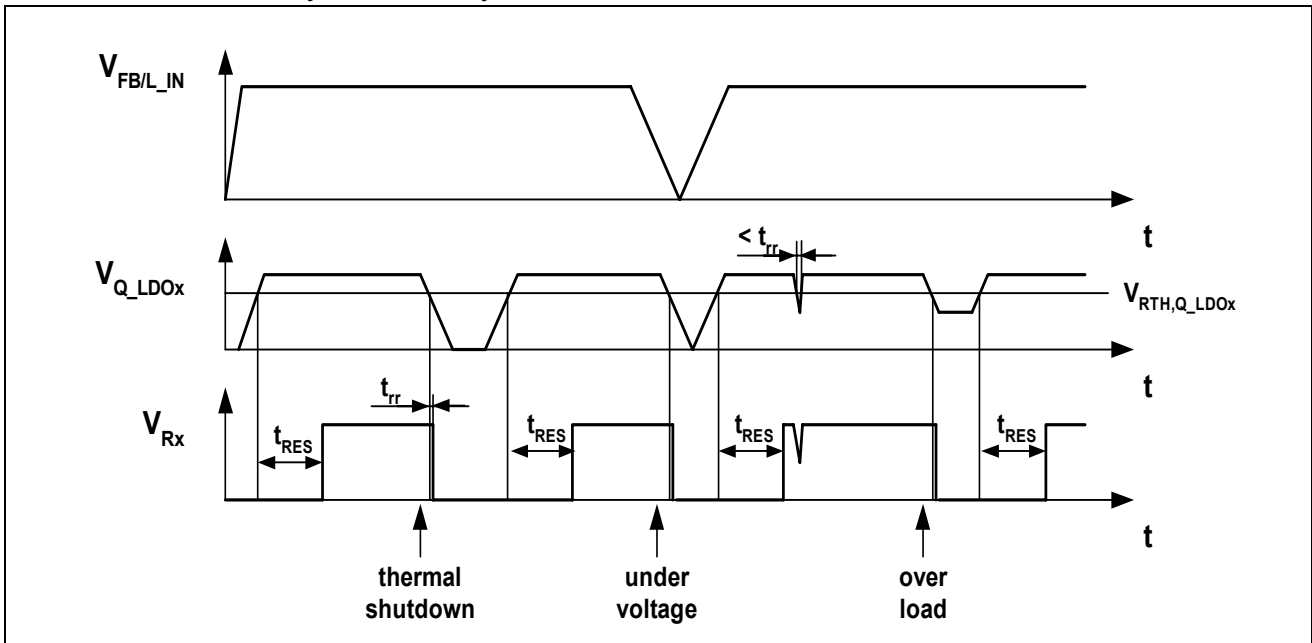 V_FB/L_IN
t
< t_rr
V_Q_LDOx
V_RTH,Q_LDOx
t
t_rr
V_Rx
t_RES
t_RES
t_RES
t_RES
t
thermal
shutdown
under
voltage
over
load